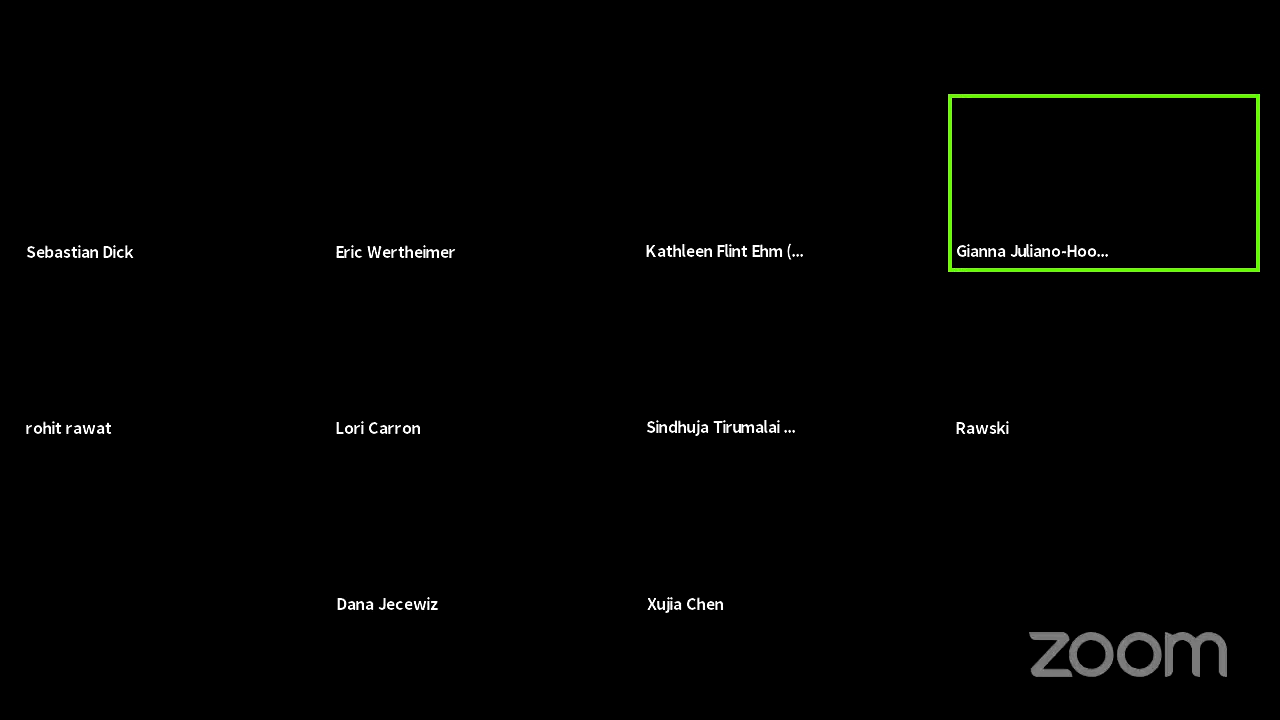 Sebastian Dick
Eric Wertheimer
Kathleen Flint Ehm (...
Gianna Juliano-Hoo...
rohit rawat
Lori Carron
Sindhuja Tirumalai ...
Rawski
Dana Jecewiz
Xujia Chen
zoom